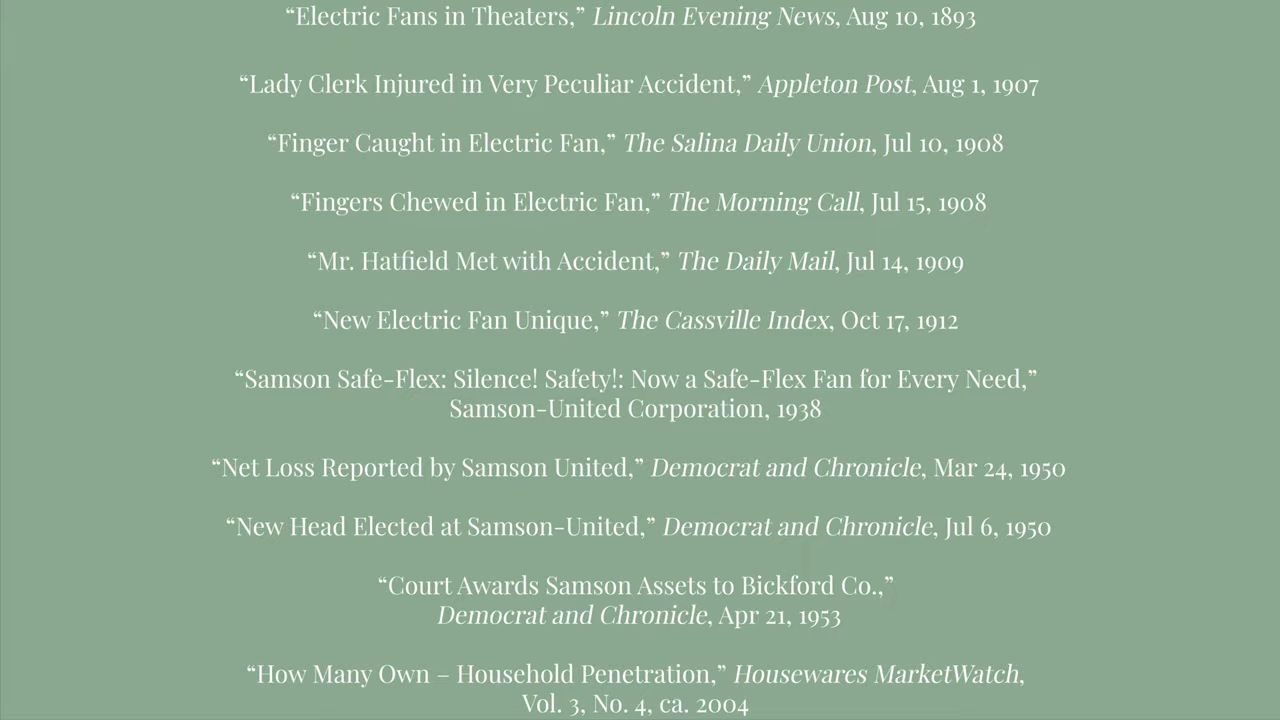 “Electric Fans in Theaters,” Lincoln Evening News, Aug 10, 1893
“Lady Clerk Injured in Very Peculiar Accident,” Appleton Post, Aug 1, 1907
“Finger Caught in Electric Fan,” The Salina Daily Union, Jul 10, 1908
“Fingers Chewed in Electric Fan,” The Morning Call, Jul 15, 1908
“Mr. Hatfield Met with Accident,” The Daily Mail, Jul 14, 1909
“New Electric Fan Unique,” The Cassville Index, Oct 17, 1912
“Samson Safe-Flex: Silence! Safety!: Now a Safe-Flex Fan for Every Need,”
Samson-United Corporation, 1938
“Net Loss Reported by Samson United,” Democrat and Chronicle, Mar 24, 1950
“New Head Elected at Samson-United,” Democrat and Chronicle, Jul 6, 1950
“Court Awards Samson Assets to Bickford Co.,”
Democrat and Chronicle, Apr 21, 1953
“How Many Own – Household Penetration,” Housewares MarketWatch,
Vol. 3, No. 4, ca. 2004